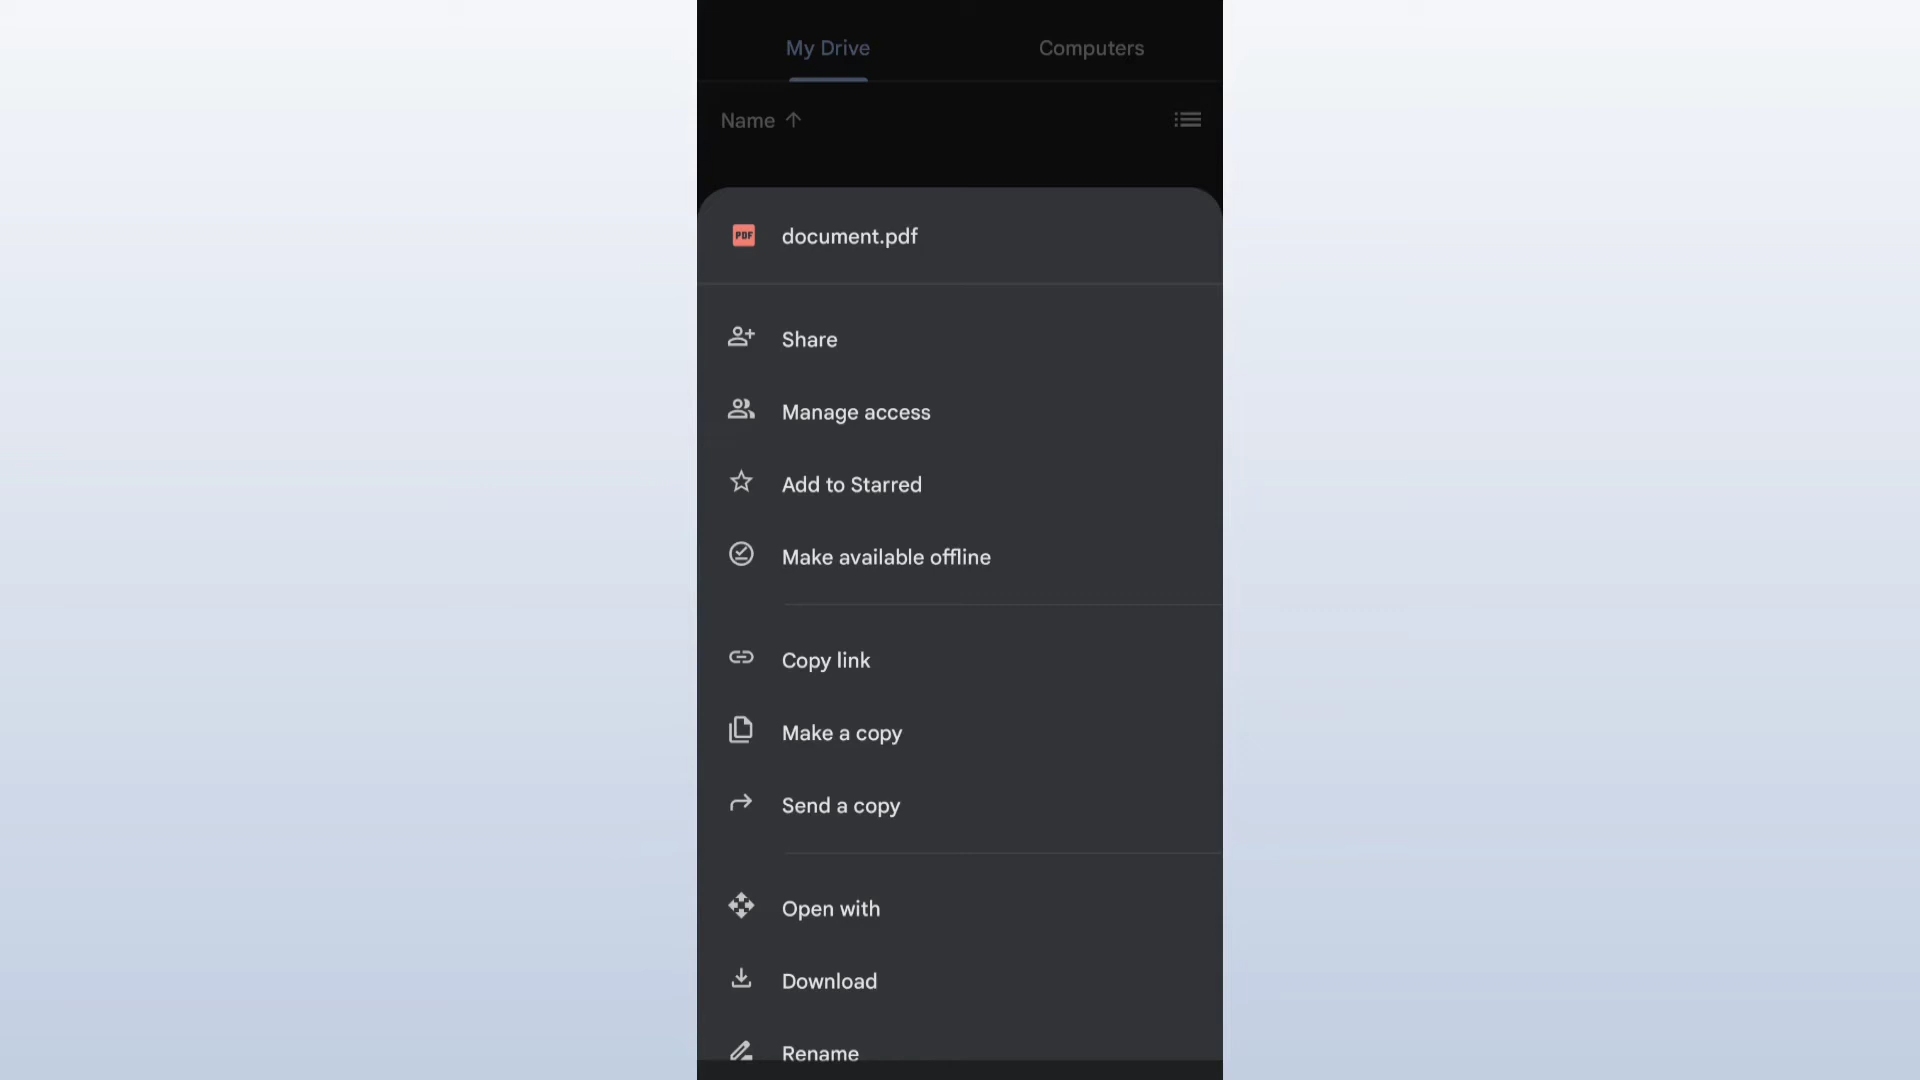 My Drive Computers
Name
PDF document.pdf
Share
Manage access
Add to Starred
Make available offline
Copy link
Make a copy
Send a copy
Open with
Download
Rename